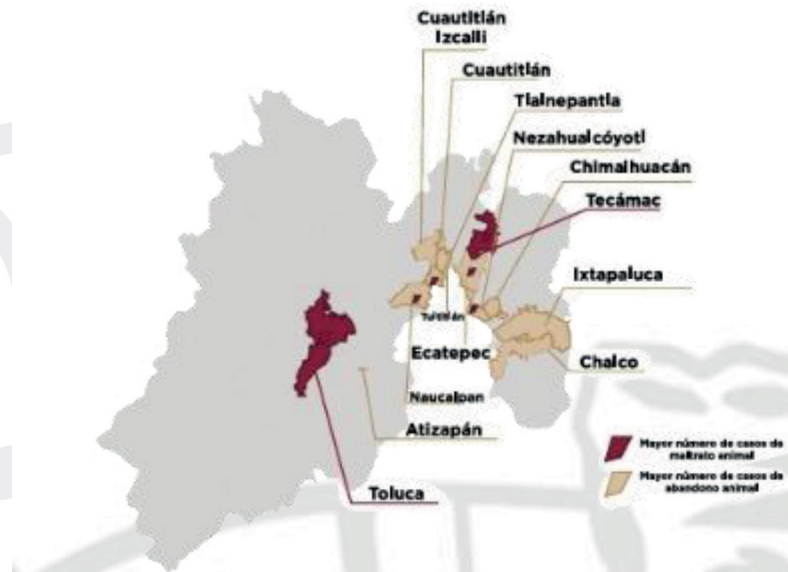 Cuautitlán
Izcalli
Cuautitlán
Tlalnepantla
Nezahualcóyotl
Chimalhuacán
Tecámac
Ixtapaluca
Tultitlán
Ecatepec
Chalco
Naucalpan
Atizapán
Toluca
Mayor número de casos de
maltrato animal
Mayor número de casos de
abandono animal